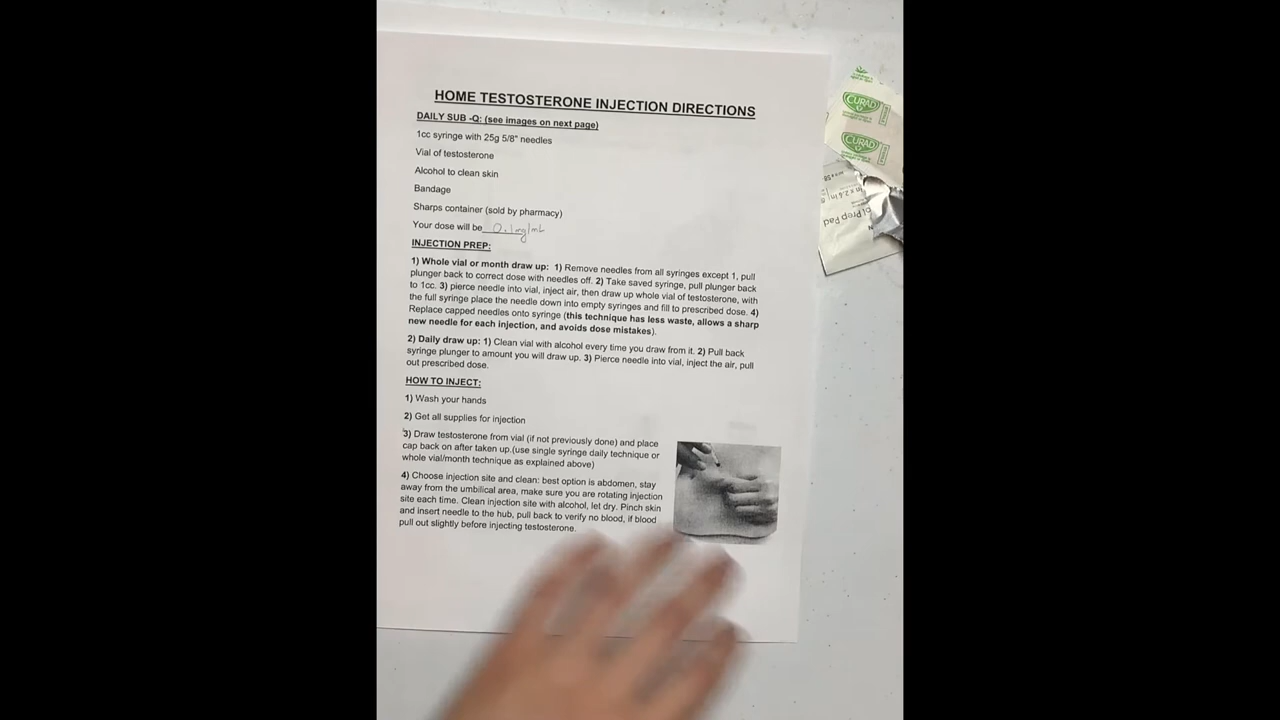 HOME TESTOSTERONE INJECTION DIRECTIONS
DAILY SUB -Q: (see images on next page)
1cc syringe with 25g 5/8" needles
Vial of testosterone
Alcohol to clean skin
Bandage
Sharps container (sold by pharmacy)
Your dose will be 0.1mg/mL
INJECTION PREP:
1) Whole vial or month draw up: 1) Remove needles from all syringes except 1, pull
plunger back to correct dose with needles off. 2) Take saved syringe, pull plunger back
to 1cc. 3) pierce needle into vial, inject air, then draw up whole vial of testosterone, with
the full syringe place the needle down into empty syringes and fill to prescribed dose. 4)
Replace capped needles onto syringe (this technique has less waste, allows a sharp
new needle for each injection, and avoids dose mistakes).
2) Daily draw up: 1) Clean vial with alcohol every time you draw from it. 2) Pull back
syringe plunger to amount you will draw up. 3) Pierce needle into vial, inject the air, pull
out prescribed dose.
HOW TO INJECT:
1) Wash your hands
2) Get all supplies for injection
3) Draw testosterone from vial (if not previously done) and place
cap back on after taken up.(use single syringe daily technique or
whole vial/month technique as explained above)
4) Choose injection site and clean: best option is abdomen, stay
away from the umbilical area, make sure you are rotating injection
site each time. Clean injection site with alcohol, let dry. Pinch skin
and insert needle to the hub, pull back to verify no blood, if blood
pull out slightly before injecting testosterone.
CURAD
CURAD
Prep Pad